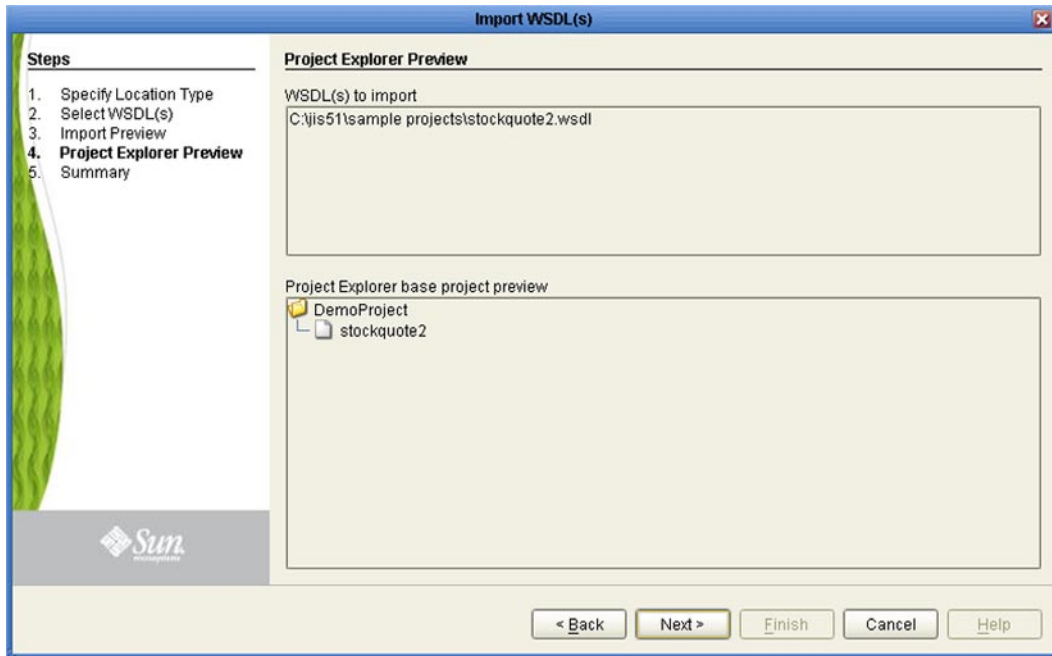 Import WSDL(s)
Steps
1. Specify Location Type
2. Select WSDL(s)
3. Import Preview
4. Project Explorer Preview
5. Summary
Sun
microsystems
Project Explorer Preview
WSDL(s) to import
C:\jis51\sample projects\stockquote2.wsdl
Project Explorer base project preview
DemoProject
stockquote2
< Back
Next >
Finish
Cancel
Help